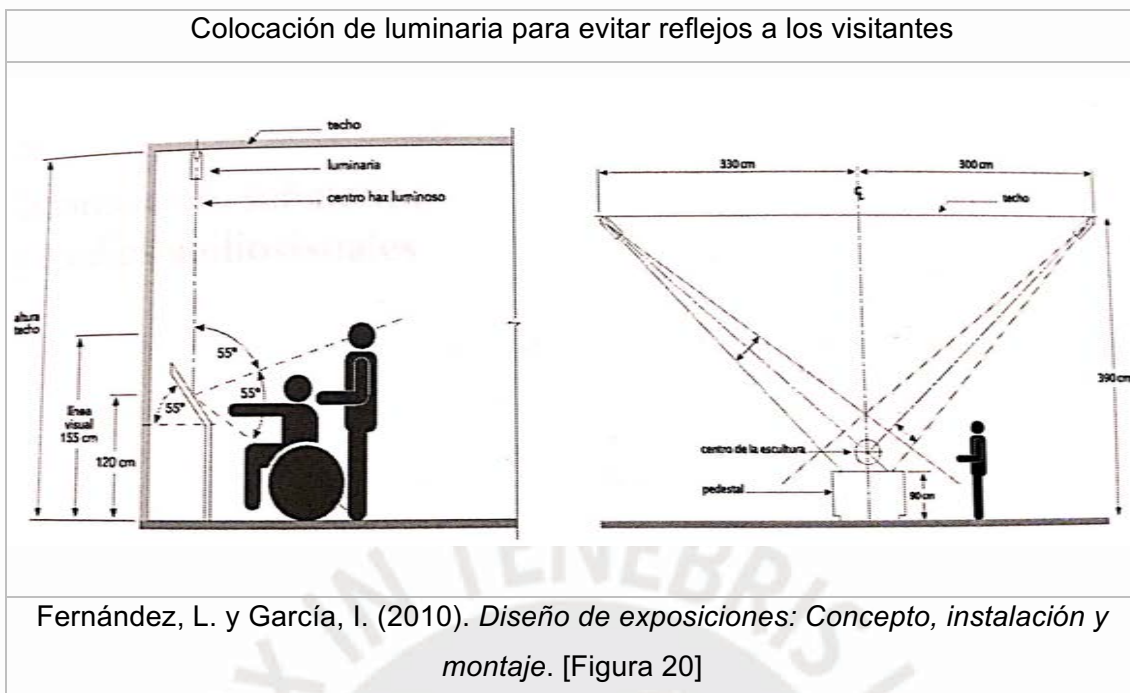 Colocación de luminaria para evitar reflejos a los visitantes
techo
luminaria
centro haz luminoso
altura
techo
55°
55°
55°
línea
visual
155 cm
120 cm
330 cm
300 cm
techo
390 cm
centro de la escultura
pedestal
90 cm
X IN TENEBRIS
Fernández, L. y García, I. (2010). Diseño de exposiciones: Concepto, instalación y
montaje. [Figura 20]